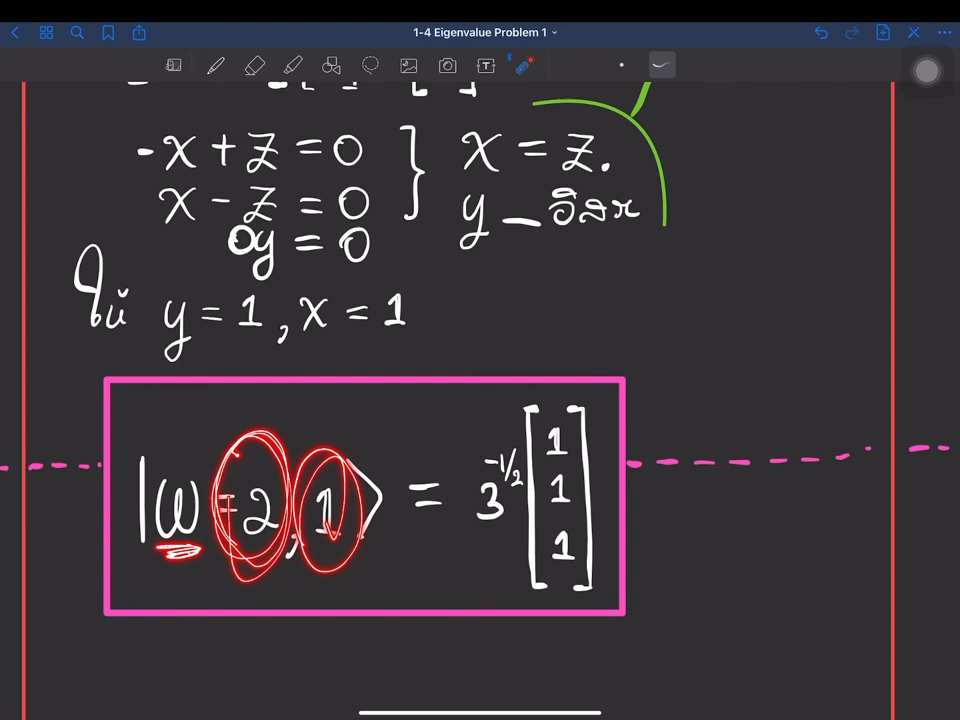 1-4 Eigenvalue Problem 1
-x + z = 0 } x = z.
x - z = 0 y - อิสระ
0y = 0
ให้ y = 1, x = 1
|ω = 2, 1⟩ = 3^{-1/2} [1
1
1]